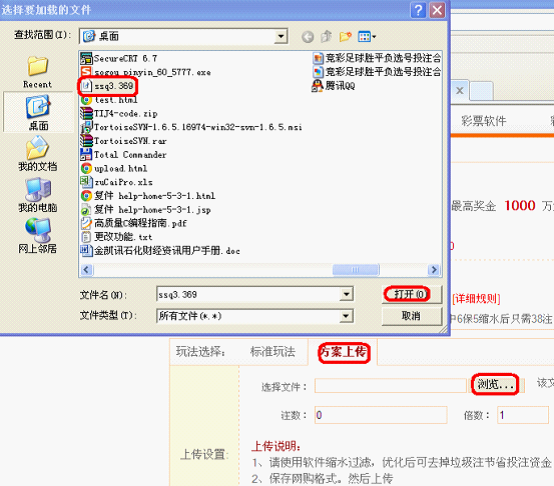 选择要加载的文件
查找范围(I):
桌面
Recent
桌面
我的文档
我的电脑
网上邻居
SecureCRT 6.7
sogou_pinyin_60_5777.exe
ssq3.369
test.html
TIJ4-code.zip
TortoiseSVN-1.6.5.16974-win32-svn-1.6.5.msi
TortoiseSVN.rar
Total Commander
upload.html
zuCaiPro.xls
复件 help-home-5-3-1.html
复件 help-home-5-3-1.jsp
高质量C编程指南.pdf
更改功能.txt
金凯讯石化财经资讯用户手册.doc
竞彩足球胜平负选号投注合
竞彩足球胜平负选号投注合
腾讯QQ
文件名(N):
ssq3.369
打开(O)
文件类型(T):
所有文件(*.*)
取消
彩票软件
最高奖金 1000 万
[详细规则]
中6保5缩水后只需38注
玩法选择:
标准玩法
方案上传
选择文件:
浏览...
该文
注数: 0
倍数: 1
上传设置:
上传说明:
1、请使用软件缩水过滤，优化后可去掉垃圾注节省投注资金
2、保存网购格式。然后上传